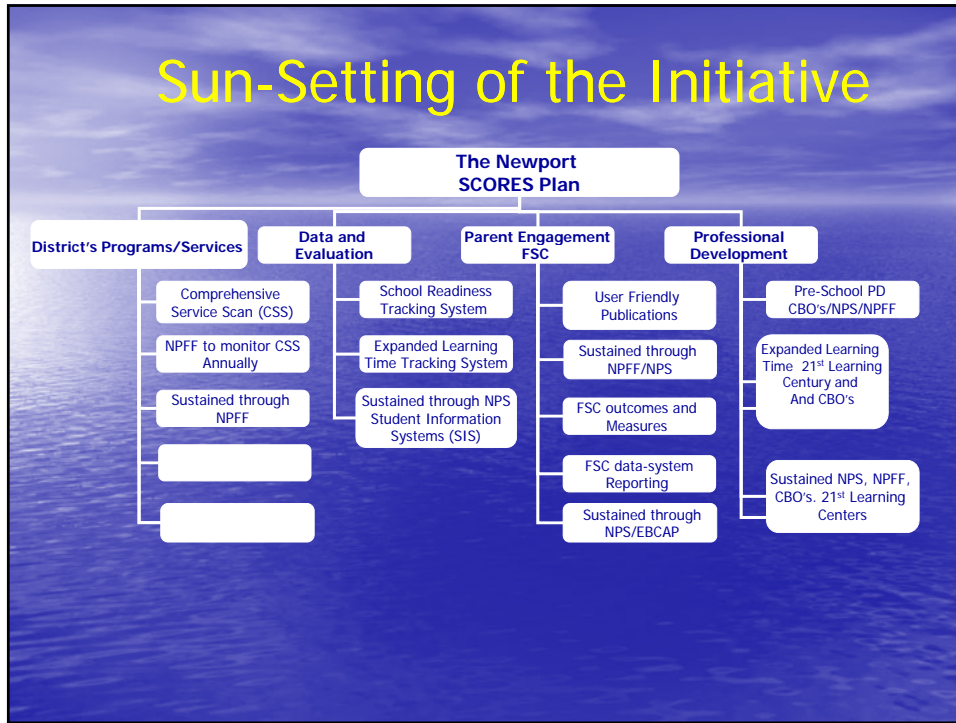 Sun-Setting of the Initiative
The Newport
SCORES Plan
District's Programs/Services
Comprehensive
Service Scan (CSS)
NPFF to monitor CSS
Annually
Sustained through
NPFF
Data and
Evaluation
School Readiness
Tracking System
Expanded Learning
Time Tracking System
Sustained through NPS
Student Information
Systems (SIS)
Parent Engagement
FSC
User Friendly
Publications
Sustained through
NPFF/NPS
FSC outcomes and
Measures
FSC data-system
Reporting
Sustained through
NPS/EBCAP
Professional
Development
Pre-School PD
CBO's/NPS/NPFF
Expanded Learning
Time 21st Learning
Century and
And CBO's
Sustained NPS, NPFF,
CBO's. 21st Learning
Centers